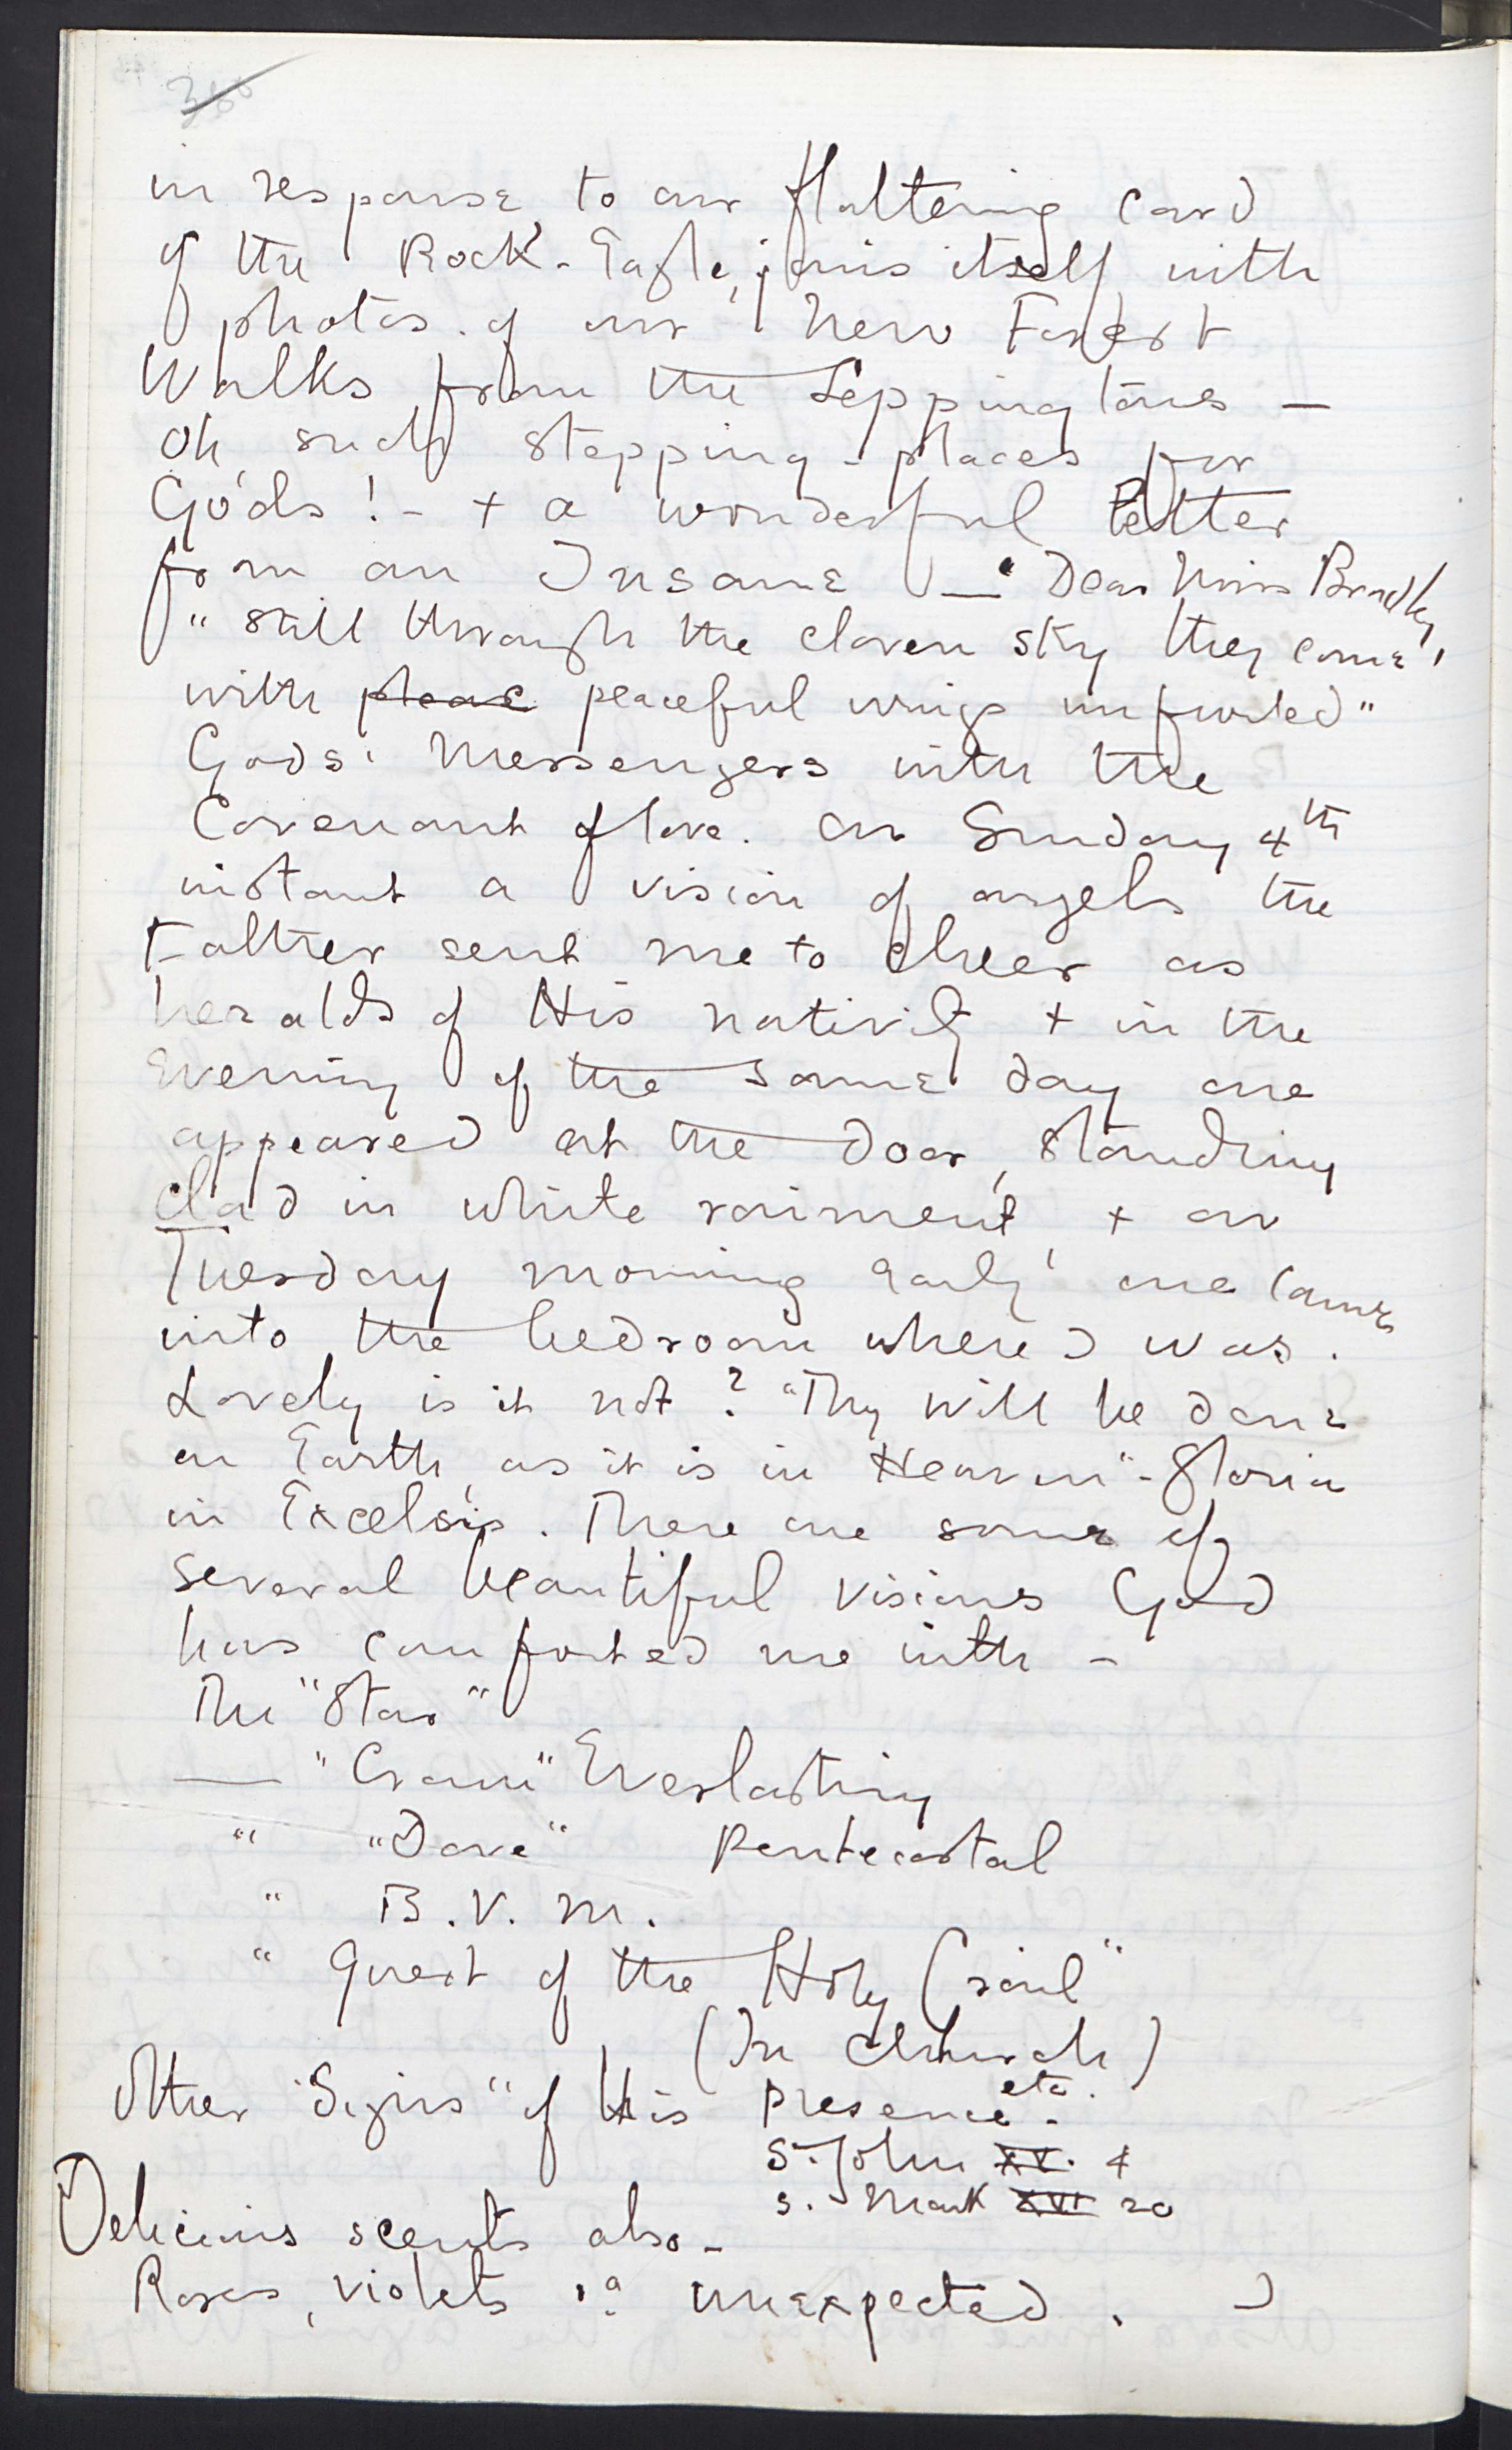 in response to our flattering card
of the Rock-Eagle, joins itself with
photos. of our New Forest
Walks from the Seppingtons —
Oh such stepping-places for
Gods! – + a wonderful letter
from an Insane — "Dear Miss Bradley
"Still through the cloven sky they come,
with peaceful wings unfurled"
Gods' Messengers with the
Covenant of love. On Sunday 4th
instant a vision of angels the
Father sent me to cheer as
heralds of His nativity + in the
Evening of the same day one
appeared at the door, standing
clad in white raiment, + on
Tuesday morning early one came
into the bedroom where I was.
Lovely is it not? "Thy Will be done
on Earth, as it is in Heaven" - Gloria
in Excelsis. These are some of
several beautiful visions God
has comforted me with –
The "Star"
— "Crown" Everlasting
" "Dove" Pentecostal
" B.V.M.
" Quest of the Holy Grail"
(In Church)
Other "Signs" of His Presence etc. –
S. John XV. 4
S. Mark XVI 20
Delicious scents also –
Roses, violets unexpected.